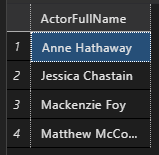 ActorFullName
1 Anne Hathaway
2 Jessica Chastain
3 Mackenzie Foy
4 Matthew McCo...